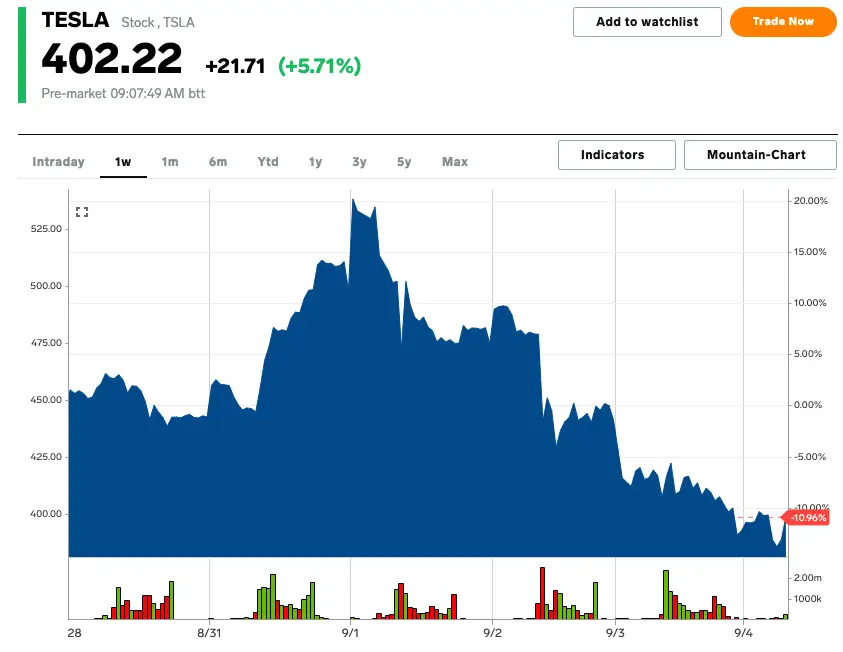 TESLA Stock , TSLA
Add to watchlist
Trade Now
402.22 +21.71 (+5.71%)
Pre-market 09:07:49 AM btt
Intraday 1w 1m 6m Ytd 1y 3y 5y Max
Indicators
Mountain-Chart
525.00
500.00
475.00
450.00
425.00
400.00
20.00%
15.00%
10.00%
5.00%
0.00%
-5.00%
-10.00%
-10.96%
2.00m
1000k
28 8/31 9/1 9/2 9/3 9/4